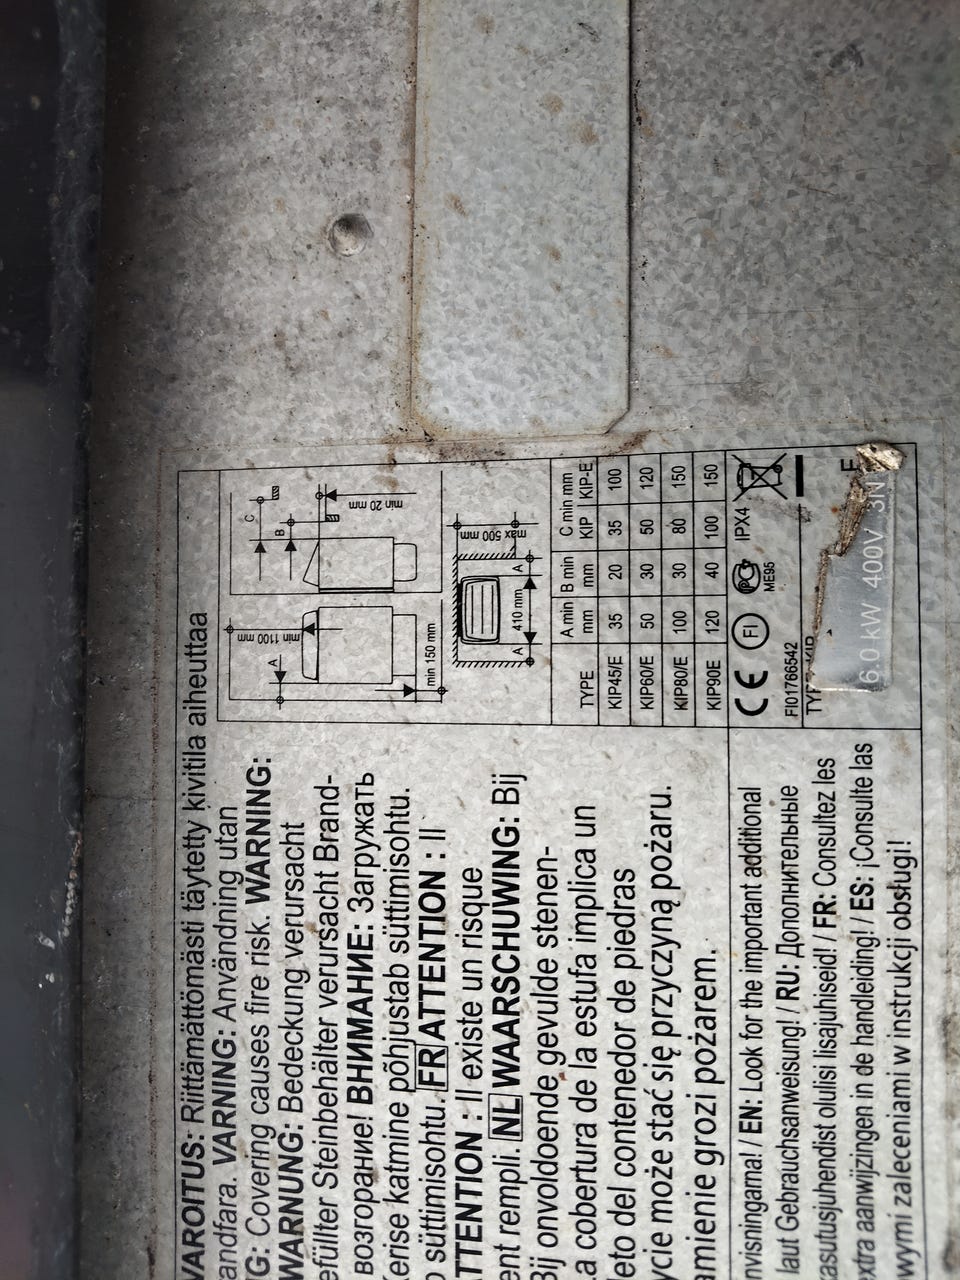 VAROITUS: Riittämättömästi täytetty kivitila aiheuttaa
andfara. VARNING: Användning utan
G: Covering causes fire risk. WARNING:
WARNUNG: Bedeckung verursacht
efüllter Steinbehälter verursacht Brand-
возгорание! ВНИМАНИЕ: Загружать
Kerise katmine põhjustab süttimisohtu.
süttimisohtu. FR ATTENTION : Il
ATTENTION : Il existe un risque
ent rempli. NL WAARSCHUWING: Bij
Bij onvoldoende gevulde stenen-
La cobertura de la estufa implica un
leto del contenedor de piedras
ycie może stać się przyczyną pożaru.
amienie grozi pożarem.
nvisningarna! / EN: Look for the important additional
laut Gebrauchsanweisung! / RU: Дополнительные
kasutusjuhendist olulisi lisajuhiseid! / FR: Consultez les
xtra aanwijzingen in de handleiding! / ES: ¡Consulte las
wymi zaleceniami w instrukcji obsługi!
min 1100 mm
A
min 150 mm
B
C
min 20 mm
A
410 mm
A
max 500 mm
TYPE A min mm B min mm C min mm KIP KIP-E
KIP45/E 35 20 35 100
KIP60/E 50 30 50 120
KIP80/E 100 30 80 150
KIP90E 120 40 100 150
CE FI PG ME95 IPX4
FI01766542
6.0 kW 400V 3N